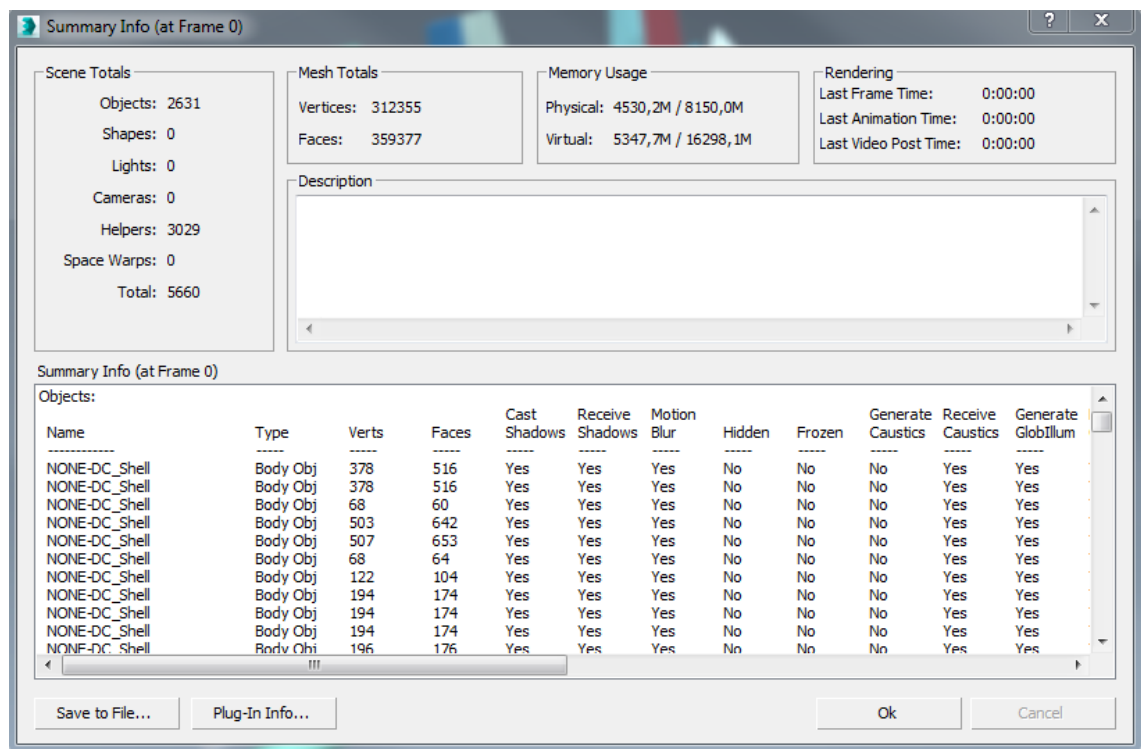 Summary Info (at Frame 0)
? X
Scene Totals
Objects: 2631
Shapes: 0
Lights: 0
Cameras: 0
Helpers: 3029
Space Warps: 0
Total: 5660
Mesh Totals
Vertices: 312355
Faces: 359377
Memory Usage
Physical: 4530,2M / 8150,0M
Virtual: 5347,7M / 16298,1M
Rendering
Last Frame Time: 0:00:00
Last Animation Time: 0:00:00
Last Video Post Time: 0:00:00
Description
Summary Info (at Frame 0)
Objects:
Name Type Verts Faces Cast Shadows Receive Shadows Motion Blur Hidden Frozen Generate Caustics Receive Caustics Generate GlobIllum
------------ ----- ----- ----- ----- ----- ----- ----- ----- ----- ----- -----
NONE-DC_Shell Body Obj 378 516 Yes Yes Yes No No No Yes Yes
NONE-DC_Shell Body Obj 378 516 Yes Yes Yes No No No Yes Yes
NONE-DC_Shell Body Obj 68 60 Yes Yes Yes No No No Yes Yes
NONE-DC_Shell Body Obj 503 642 Yes Yes Yes No No No Yes Yes
NONE-DC_Shell Body Obj 507 653 Yes Yes Yes No No No Yes Yes
NONE-DC_Shell Body Obj 68 64 Yes Yes Yes No No No Yes Yes
NONE-DC_Shell Body Obj 122 104 Yes Yes Yes No No No Yes Yes
NONE-DC_Shell Body Obj 194 174 Yes Yes Yes No No No Yes Yes
NONE-DC_Shell Body Obj 194 174 Yes Yes Yes No No No Yes Yes
NONE-DC_Shell Body Obj 194 174 Yes Yes Yes No No No Yes Yes
NONE-DC_Shell Body Obj 196 176 Yes Yes Yes No No No Yes Yes
Save to File... Plug-In Info... Ok Cancel